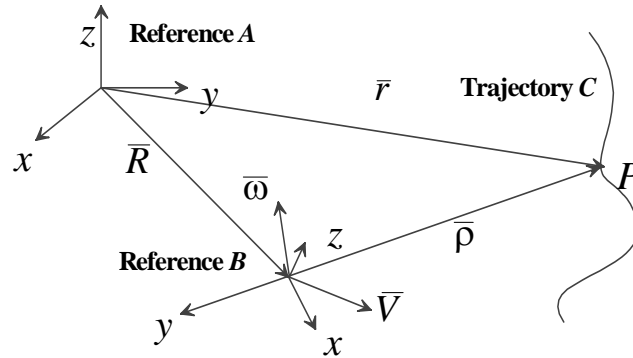 z
Reference A
y
x
r̄
Trajectory C
R̄
P
ω̄
z
ρ̄
Reference B
y
V̄
x